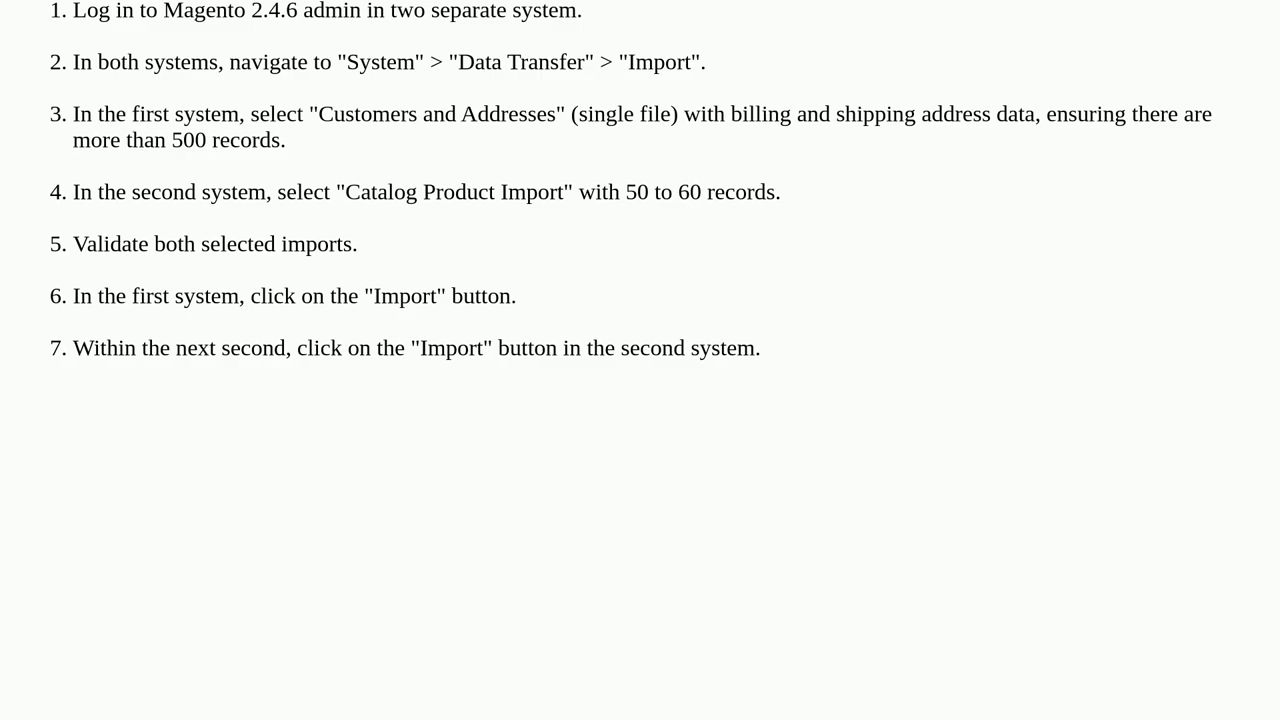 1. Log in to Magento 2.4.6 admin in two separate system.
2. In both systems, navigate to "System" > "Data Transfer" > "Import".
3. In the first system, select "Customers and Addresses" (single file) with billing and shipping address data, ensuring there are
more than 500 records.
4. In the second system, select "Catalog Product Import" with 50 to 60 records.
5. Validate both selected imports.
6. In the first system, click on the "Import" button.
7. Within the next second, click on the "Import" button in the second system.